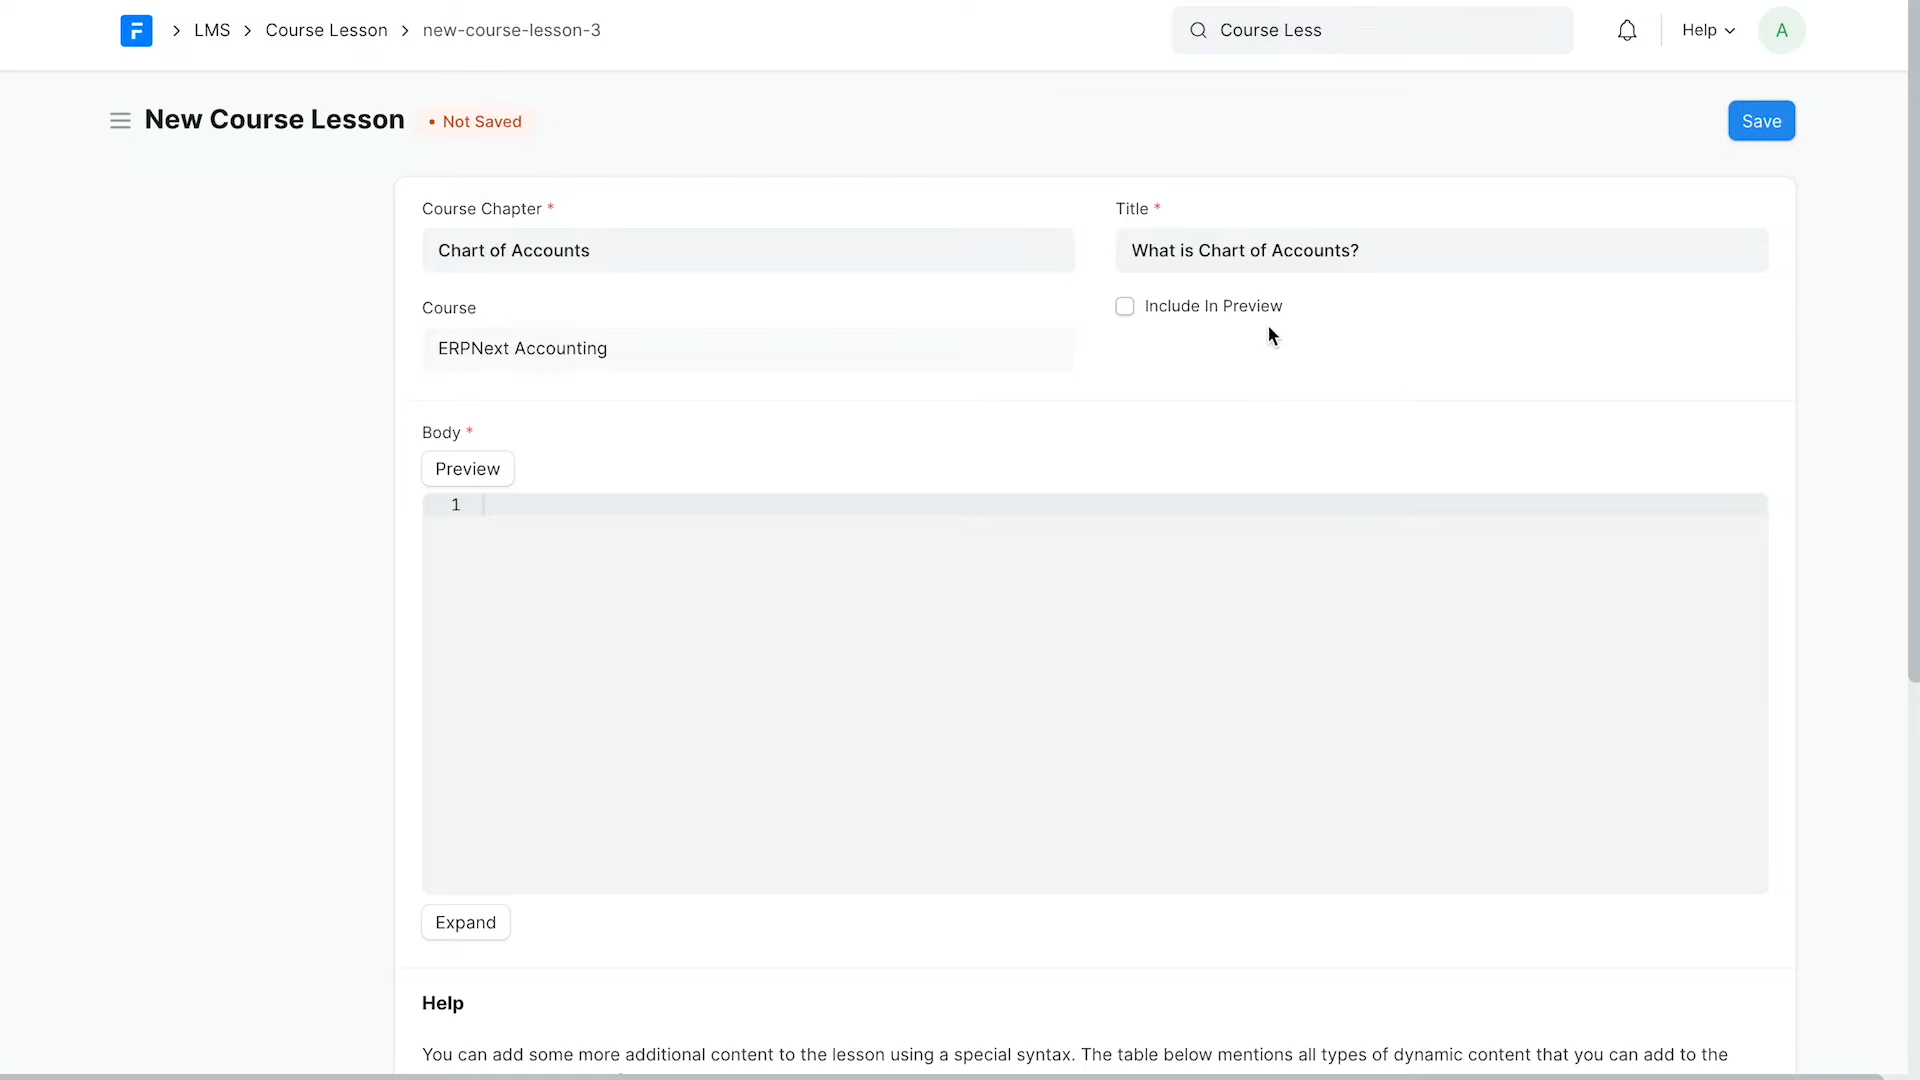 LMS
Course Lesson
new-course-lesson-3
Course Less
Help
A
New Course Lesson
• Not Saved
Save
Course Chapter *
Title *
Chart of Accounts
What is Chart of Accounts?
Course
Include In Preview
ERPNext Accounting
Body *
Preview
1
Expand
Help
You can add some more additional content to the lesson using a special syntax. The table below mentions all types of dynamic content that you can add to the